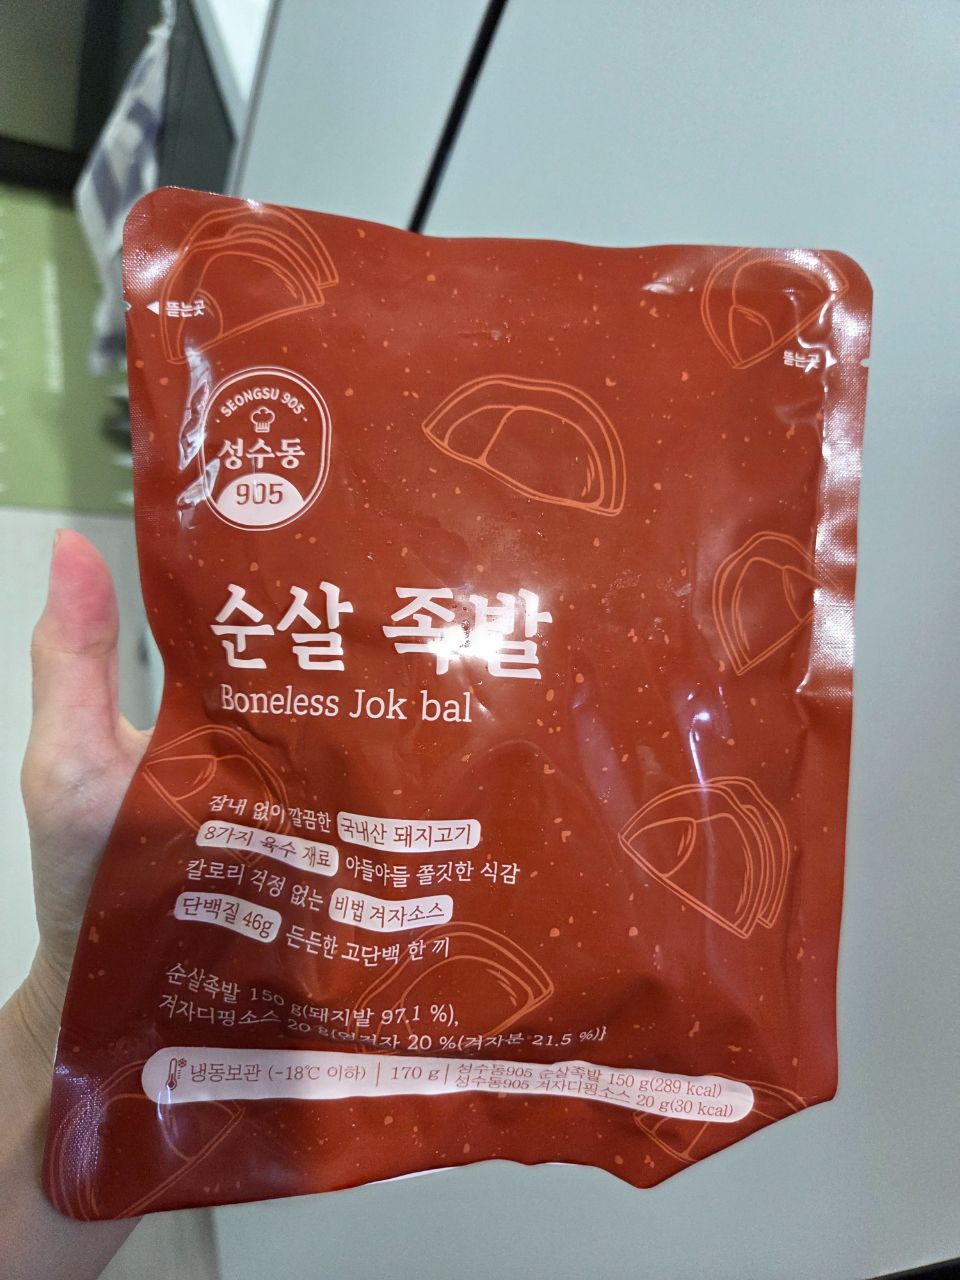 뜯는곳
뜯는곳
SEONGSU 905
성수동
905
순살 족발
Boneless Jok bal
잡내 없이 깔끔한 국내산 돼지고기
8가지 육수 재료 야들야들 쫄깃한 식감
칼로리 걱정 없는 비법 겨자소스
단백질 46g 든든한 고단백 한 끼
순살족발 150 g(돼지발 97.1 %),
겨자디핑소스 20 g(연겨자 20 %(겨자분 21.5 %)}
냉동보관 (-18℃ 이하) | 170 g | 성수동905 순살족발 150 g(289 kcal)
성수동905 겨자디핑소스 20 g(30 kcal)